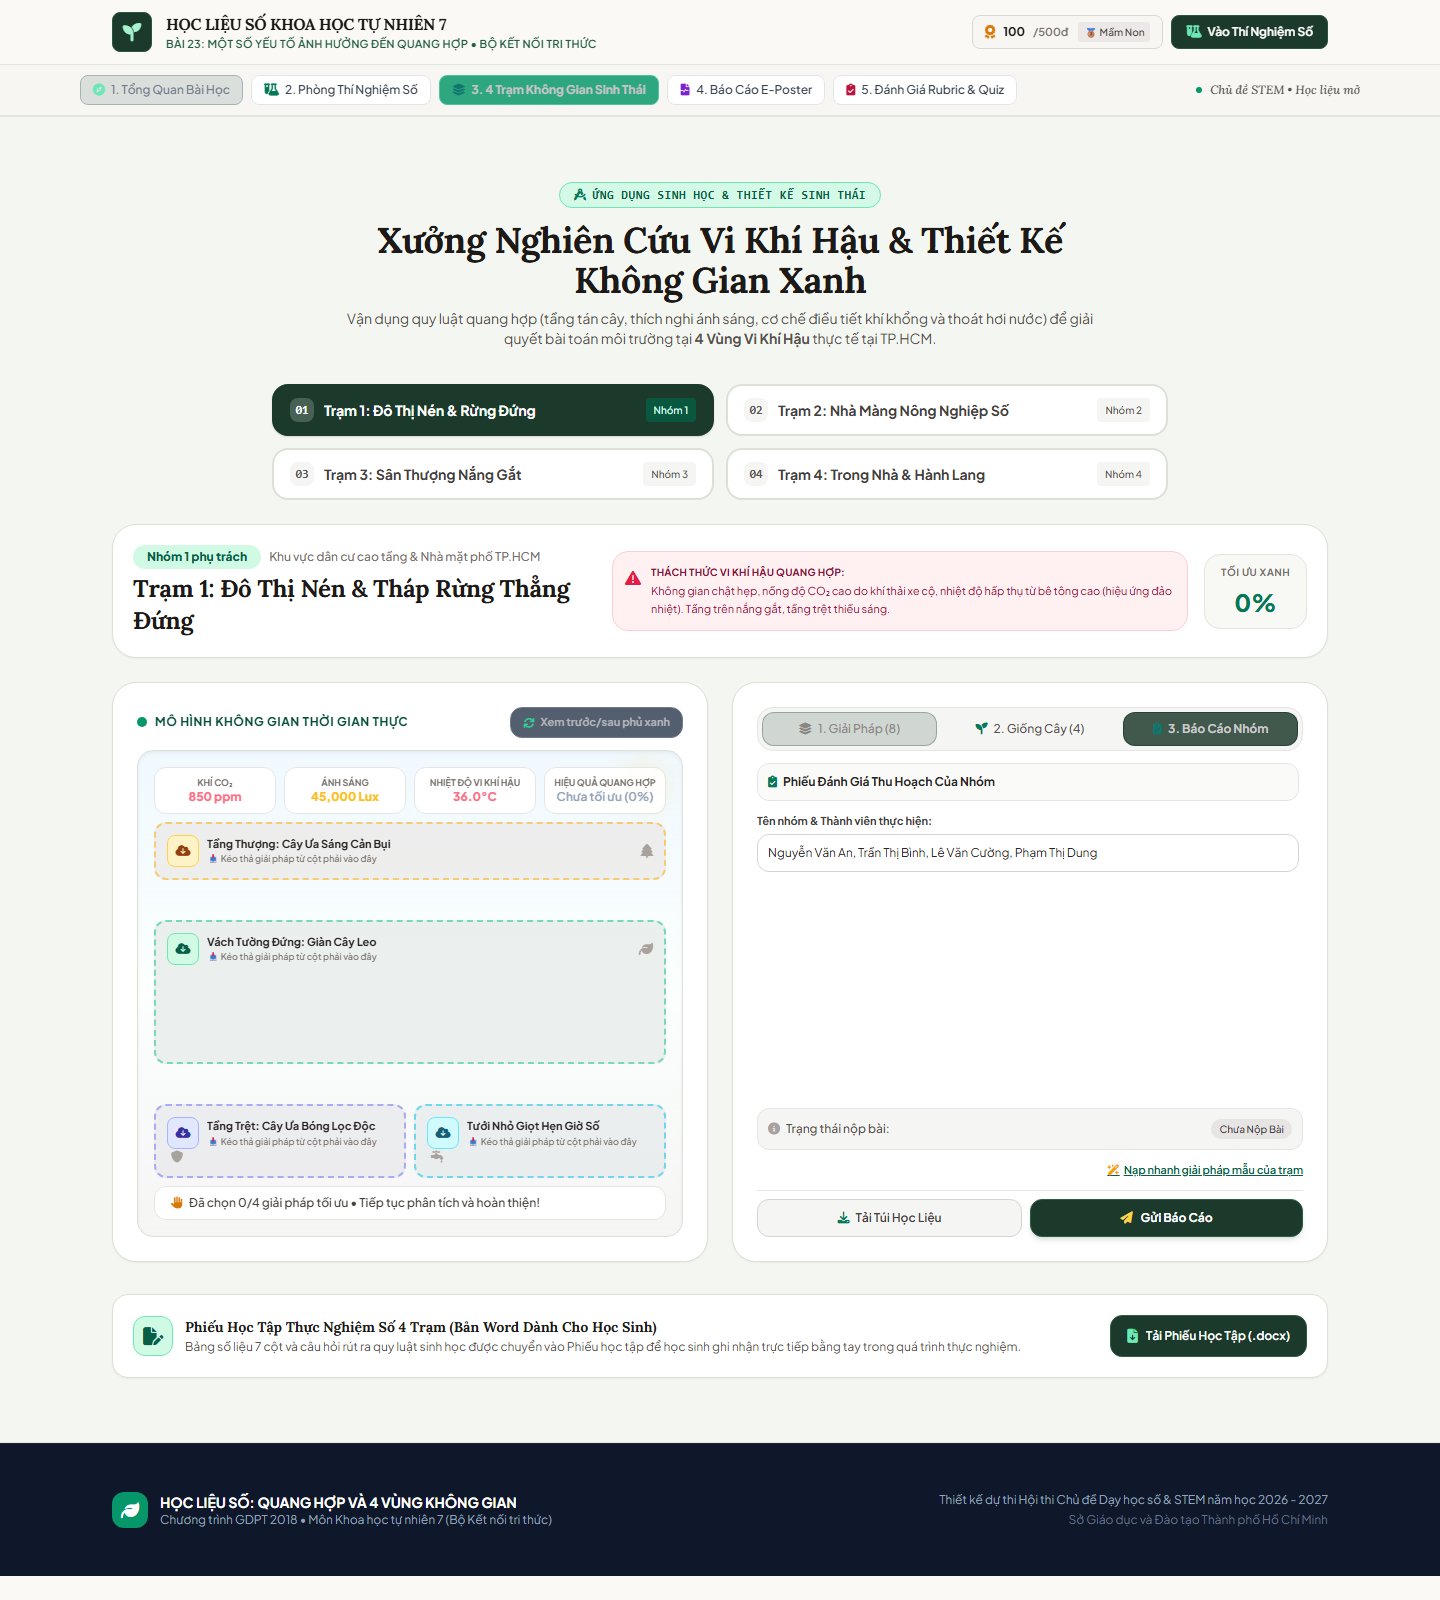 HỌC LIỆU SỐ KHOA HỌC TỰ NHIÊN 7
BÀI 23: MỘT SỐ YẾU TỐ ẢNH HƯỞNG ĐẾN QUANG HỢP • BỘ KẾT NỐI TRI THỨC
100 /500đ Mầm Non
Vào Thí Nghiệm Số
1. Tổng Quan Bài Học
2. Phòng Thí Nghiệm Số
3. 4 Trạm Không Gian Sinh Thái
4. Báo Cáo E-Poster
5. Đánh Giá Rubric & Quiz
Chủ đề STEM • Học liệu mở
ỨNG DỤNG SINH HỌC & THIẾT KẾ SINH THÁI
Xưởng Nghiên Cứu Vi Khí Hậu & Thiết Kế
Không Gian Xanh
Vận dụng quy luật quang hợp (tầng tán cây, thích nghi ánh sáng, cơ chế điều tiết khí khổng và thoát hơi nước) để giải
quyết bài toán môi trường tại 4 Vùng Vi Khí Hậu thực tế tại TP.HCM.
01 Trạm 1: Đô Thị Nén & Rừng Đứng Nhóm 1
02 Trạm 2: Nhà Màng Nông Nghiệp Số Nhóm 2
03 Trạm 3: Sân Thượng Nắng Gắt Nhóm 3
04 Trạm 4: Trong Nhà & Hành Lang Nhóm 4
Nhóm 1 phụ trách Khu vực dân cư cao tầng & Nhà mặt phố TP.HCM
Trạm 1: Đô Thị Nén & Tháp Rừng Thẳng
Đứng
THÁCH THỨC VI KHÍ HẬU QUANG HỢP:
Không gian chật hẹp, nồng độ CO₂ cao do khí thải xe cộ, nhiệt độ hấp thụ từ bê tông cao (hiệu ứng đảo
nhiệt). Tầng trên nắng gắt, tầng trệt thiếu sáng.
TỐI ƯU XANH
0%
MÔ HÌNH KHÔNG GIAN THỜI GIAN THỰC
Xem trước/sau phủ xanh
KHÍ CO₂
850 ppm
ÁNH SÁNG
45,000 Lux
NHIỆT ĐỘ VI KHÍ HẬU
36.0°C
HIỆU QUẢ QUANG HỢP
Chưa tối ưu (0%)
Tầng Thượng: Cây Ưa Sáng Cản Bụi
Kéo thả giải pháp từ cột phải vào đây
Vách Tường Đứng: Giàn Cây Leo
Kéo thả giải pháp từ cột phải vào đây
Tầng Trệt: Cây Ưa Bóng Lọc Độc
Kéo thả giải pháp từ cột phải vào đây
Tưới Nhỏ Giọt Hẹn Giờ Số
Kéo thả giải pháp từ cột phải vào đây
Đã chọn 0/4 giải pháp tối ưu • Tiếp tục phân tích và hoàn thiện!
1. Giải Pháp (8)
2. Giống Cây (4)
3. Báo Cáo Nhóm
Phiếu Đánh Giá Thu Hoạch Của Nhóm
Tên nhóm & Thành viên thực hiện:
Nguyễn Văn An, Trần Thị Bình, Lê Văn Cường, Phạm Thị Dung
Trạng thái nộp bài: Chưa Nộp Bài
Nạp nhanh giải pháp mẫu của trạm
Tải Túi Học Liệu
Gửi Báo Cáo
Phiếu Học Tập Thực Nghiệm Số 4 Trạm (Bản Word Dành Cho Học Sinh)
Bảng số liệu 7 cột và câu hỏi rút ra quy luật sinh học được chuyển vào Phiếu học tập để học sinh ghi nhận trực tiếp bằng tay trong quá trình thực nghiệm.
Tải Phiếu Học Tập (.docx)
HỌC LIỆU SỐ: QUANG HỢP VÀ 4 VÙNG KHÔNG GIAN
Chương trình GDPT 2018 • Môn Khoa học tự nhiên 7 (Bộ Kết nối tri thức)
Thiết kế dự thi Hội thi Chủ đề Dạy học số & STEM năm học 2026 - 2027
Sở Giáo dục và Đào tạo Thành phố Hồ Chí Minh